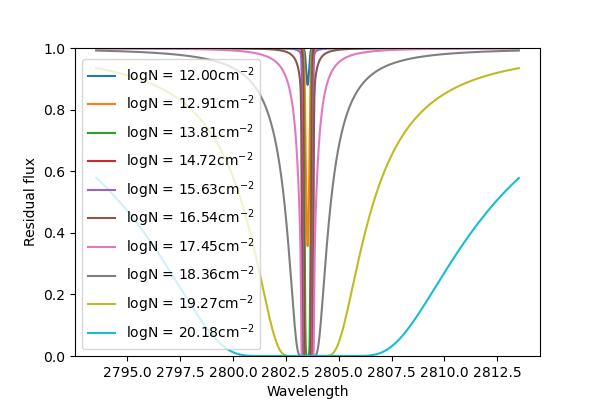 1.0
0.8
0.6
0.4
0.2
0.0
Residual flux
logN = 12.00cm⁻²
logN = 12.91cm⁻²
logN = 13.81cm⁻²
logN = 14.72cm⁻²
logN = 15.63cm⁻²
logN = 16.54cm⁻²
logN = 17.45cm⁻²
logN = 18.36cm⁻²
logN = 19.27cm⁻²
logN = 20.18cm⁻²
2795.0 2797.5 2800.0 2802.5 2805.0 2807.5 2810.0 2812.5
Wavelength